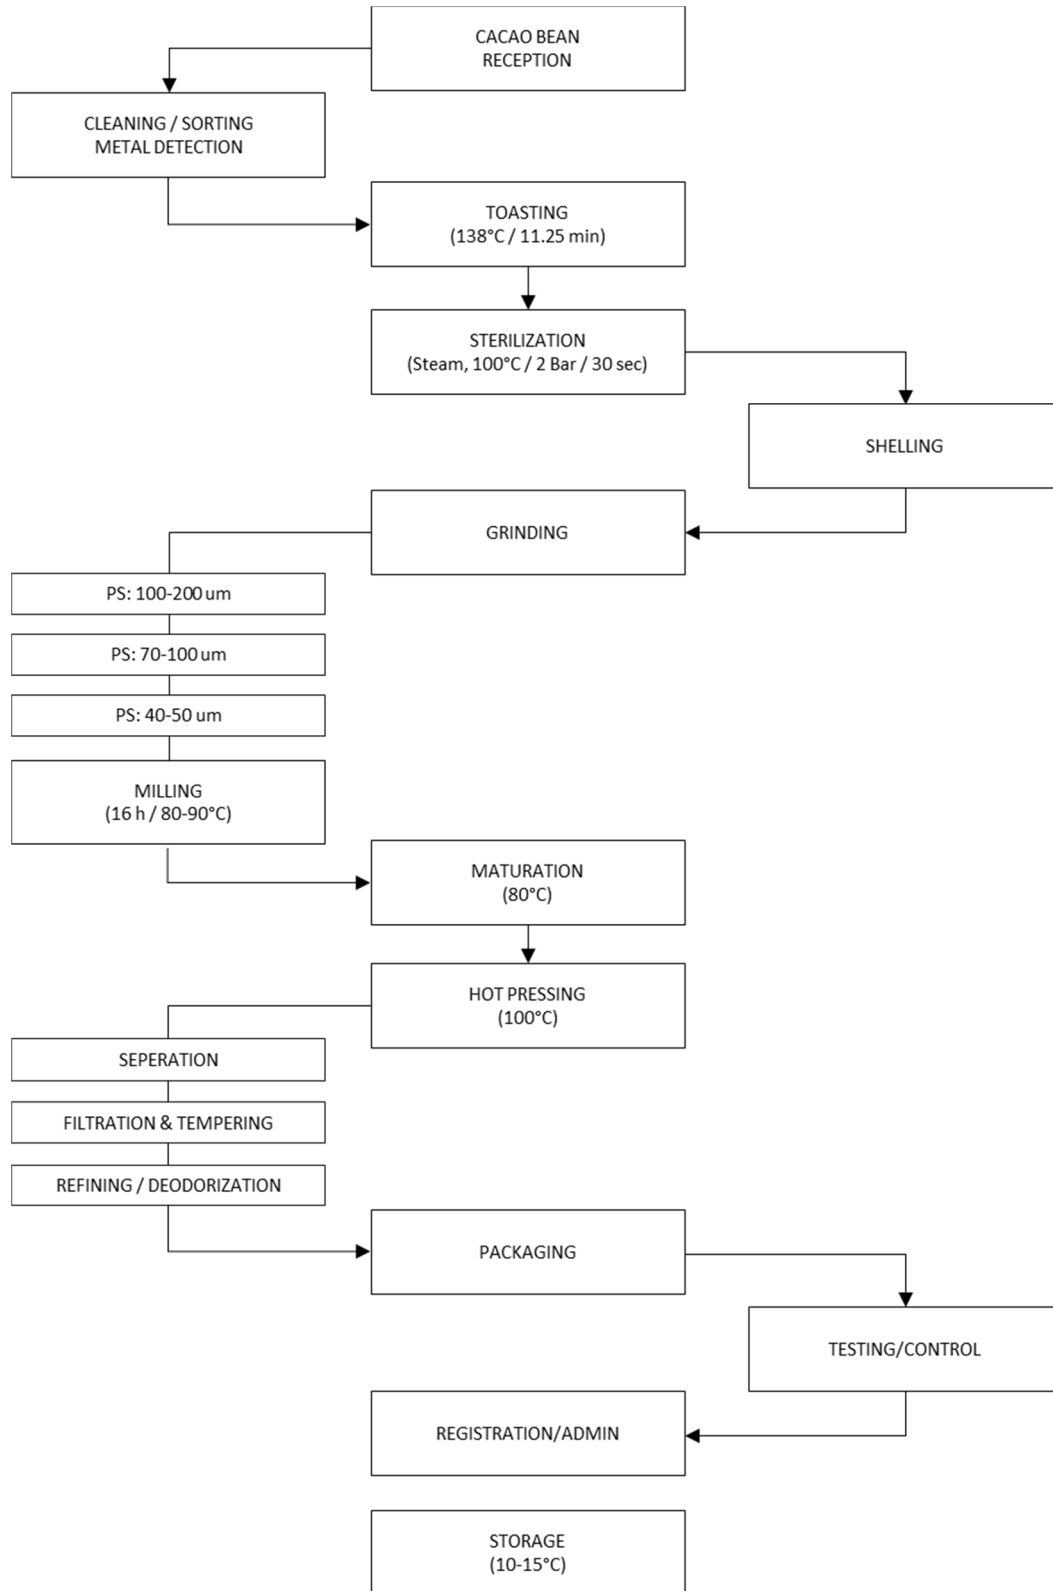 CACAO BEAN
RECEPTION
CLEANING / SORTING
METAL DETECTION
TOASTING
(138°C / 11.25 min)
STERILIZATION
(Steam, 100°C / 2 Bar / 30 sec)
SHELLING
GRINDING
PS: 100-200 um
PS: 70-100 um
PS: 40-50 um
MILLING
(16 h / 80-90°C)
MATURATION
(80°C)
HOT PRESSING
(100°C)
SEPERATION
FILTRATION & TEMPERING
REFINING / DEODORIZATION
PACKAGING
TESTING/CONTROL
REGISTRATION/ADMIN
STORAGE
(10-15°C)